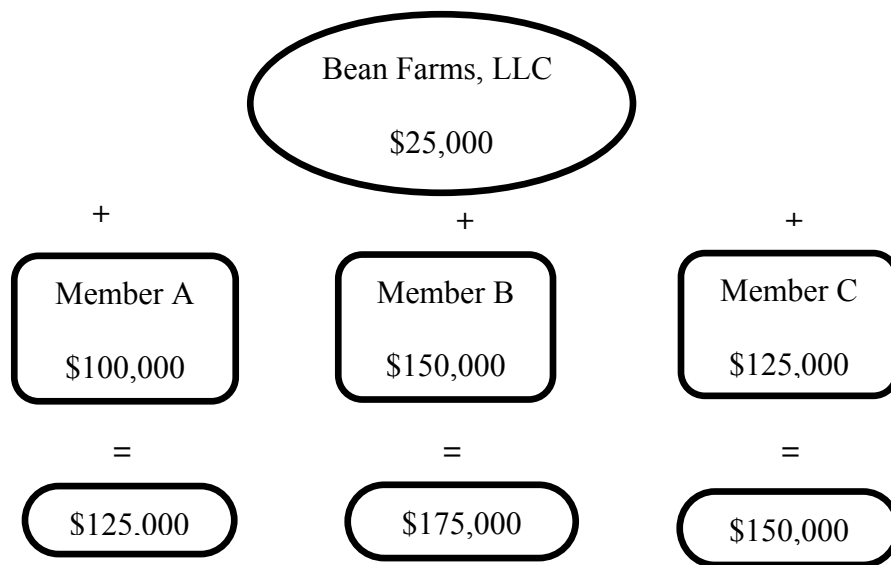 Bean Farms, LLC
$25,000
+ + +
Member A Member B Member C
$100,000 $150,000 $125,000
= = =
$125,000 $175,000 $150,000